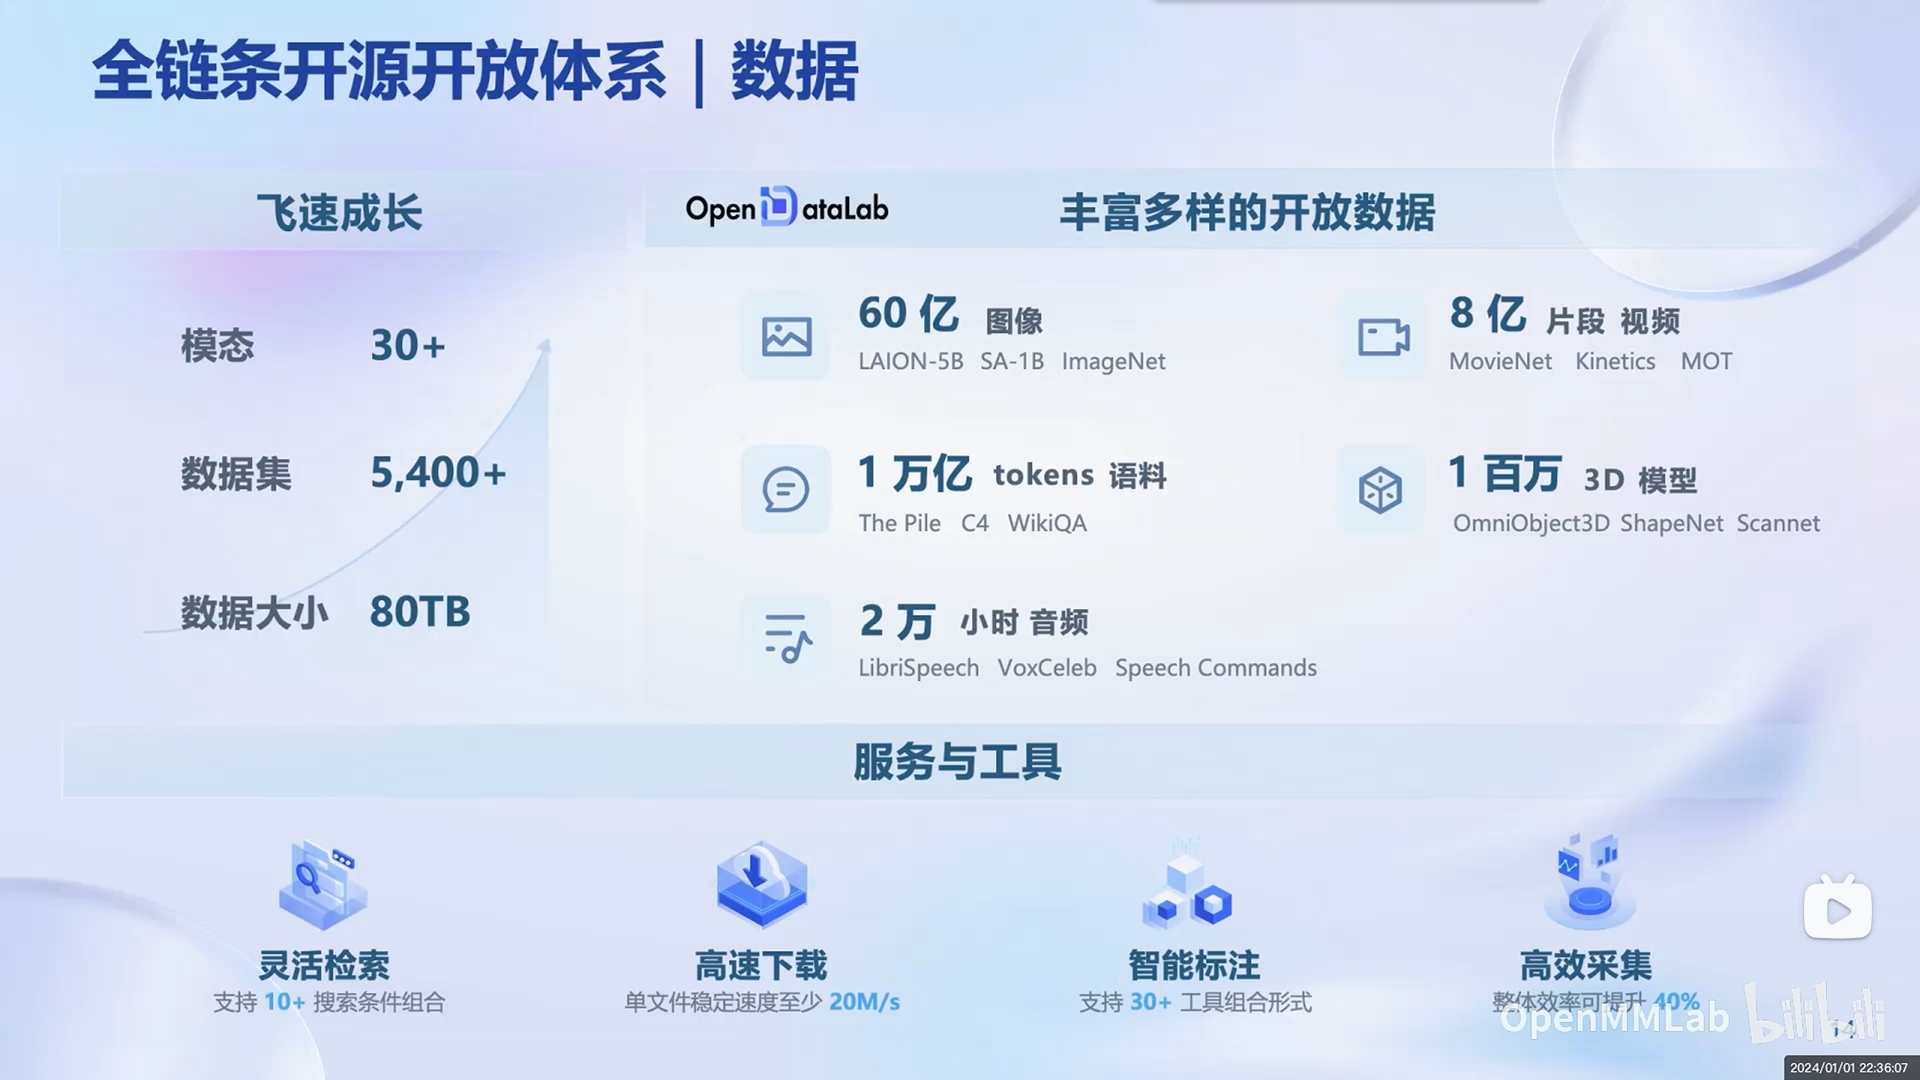 全链条开源开放体系 | 数据
飞速成长
模态 30+
数据集 5,400+
数据大小 80TB
OpenDataLab 丰富多样的开放数据
60 亿 图像
LAION-5B SA-1B ImageNet
8 亿 片段 视频
MovieNet Kinetics MOT
1 万亿 tokens 语料
The Pile C4 WikiQA
1 百万 3D 模型
OmniObject3D ShapeNet Scannet
2 万 小时 音频
LibriSpeech VoxCeleb Speech Commands
服务与工具
灵活检索
支持 10+ 搜索条件组合
高速下载
单文件稳定速度至少 20M/s
智能标注
支持 30+ 工具组合形式
高效采集
整体效率可提升 40%
OpenMMLab bilibili
14
2024/01/01 22:36:07